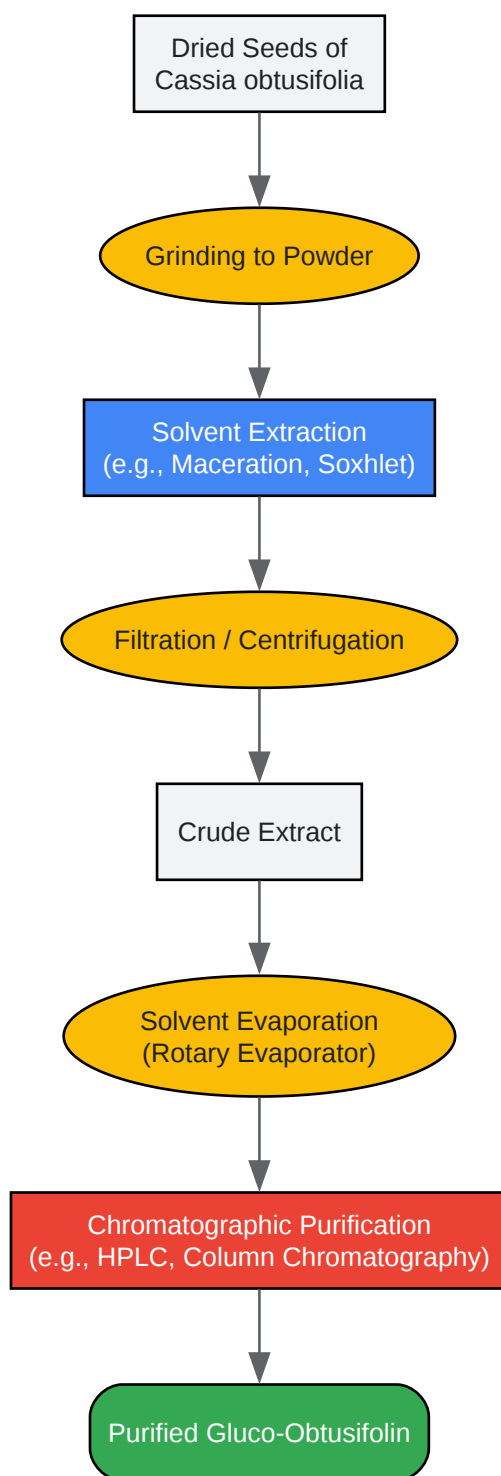 Dried Seeds of
Cassia obtusifolia
Grinding to Powder
Solvent Extraction
(e.g., Maceration, Soxhlet)
Filtration / Centrifugation
Crude Extract
Solvent Evaporation
(Rotary Evaporator)
Chromatographic Purification
(e.g., HPLC, Column Chromatography)
Purified Gluco-Obtusifolin